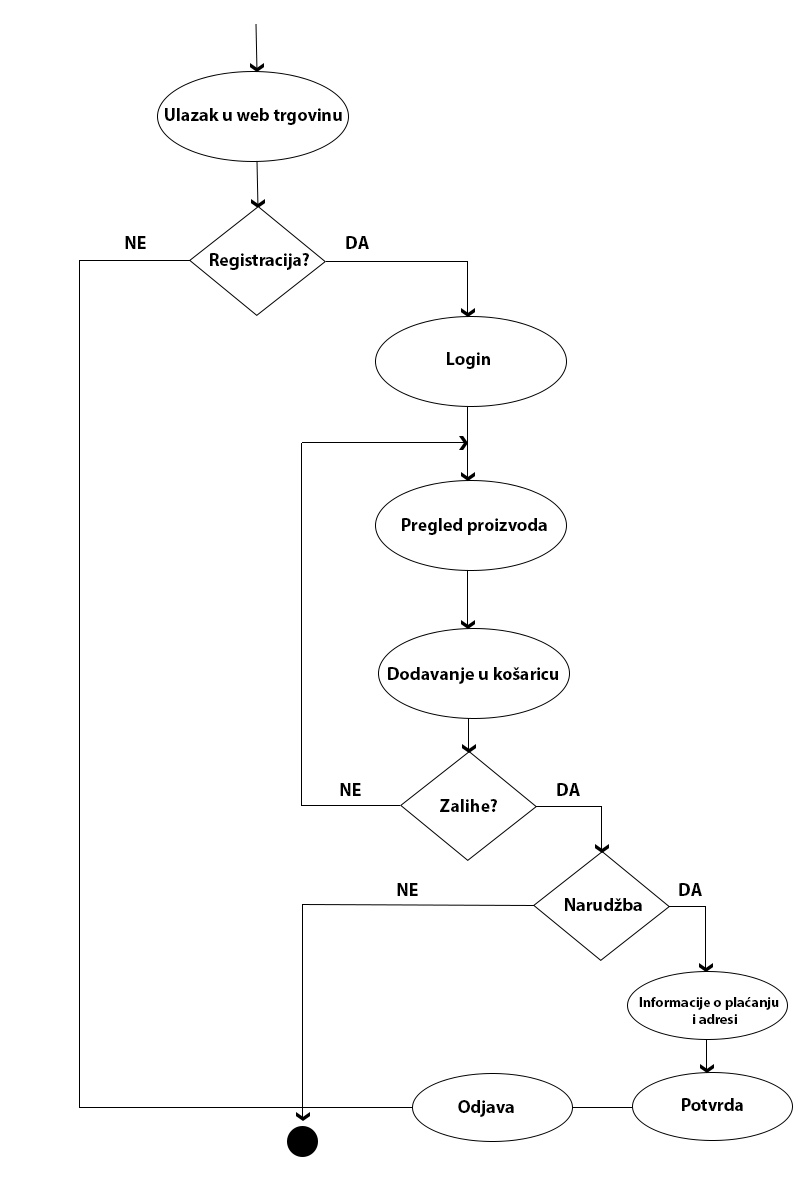 Ulazak u web trgovinu
NE
DA
Registracija?
Login
Pregled proizvoda
Dodavanje u košaricu
NE
DA
Zalihe?
NE
DA
Narudžba
Informacije o plaćanju
i adresi
Odjava
Potvrda